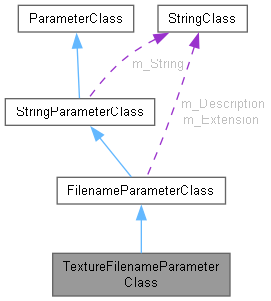 ParameterClass
StringClass
m_String
StringParameterClass
m_Description
m_Extension
FilenameParameterClass
TextureFilenameParameter
Class